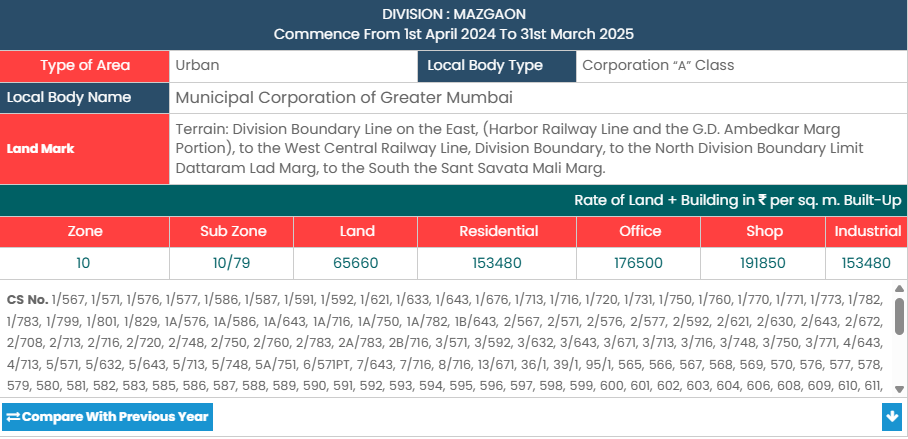 DIVISION : MAZGAON
Commence From 1st April 2024 To 31st March 2025
Type of Area Urban Local Body Type Corporation “A” Class
Local Body Name Municipal Corporation of Greater Mumbai
Land Mark Terrain: Division Boundary Line on the East, (Harbor Railway Line and the G.D. Ambedkar Marg
Portion), to the West Central Railway Line, Division Boundary, to the North Division Boundary Limit
Dattaram Lad Marg, to the South the Sant Savata Mali Marg.
Rate of Land + Building in ₹ per sq. m. Built-Up
Zone Sub Zone Land Residential Office Shop Industrial
10 10/79 65660 153480 176500 191850 153480
CS No. 1/567, 1/571, 1/576, 1/577, 1/586, 1/587, 1/591, 1/592, 1/621, 1/633, 1/643, 1/676, 1/713, 1/716, 1/720, 1/731, 1/750, 1/760, 1/770, 1/771, 1/773, 1/782,
1/783, 1/799, 1/801, 1/829, 1A/576, 1A/586, 1A/643, 1A/716, 1A/750, 1A/782, 1B/643, 2/567, 2/571, 2/576, 2/577, 2/592, 2/621, 2/630, 2/643, 2/672,
2/708, 2/713, 2/716, 2/720, 2/748, 2/750, 2/760, 2/783, 2A/783, 2B/716, 3/571, 3/592, 3/632, 3/643, 3/671, 3/713, 3/716, 3/748, 3/750, 3/771, 4/643,
4/713, 5/571, 5/632, 5/643, 5/713, 5/748, 5A/751, 6/571PT, 7/643, 7/716, 8/716, 13/671, 36/1, 39/1, 95/1, 565, 566, 567, 568, 569, 570, 576, 577, 578,
579, 580, 581, 582, 583, 585, 586, 587, 588, 589, 590, 591, 592, 593, 594, 595, 596, 597, 598, 599, 600, 601, 602, 603, 604, 606, 608, 609, 610, 611,
Compare With Previous Year